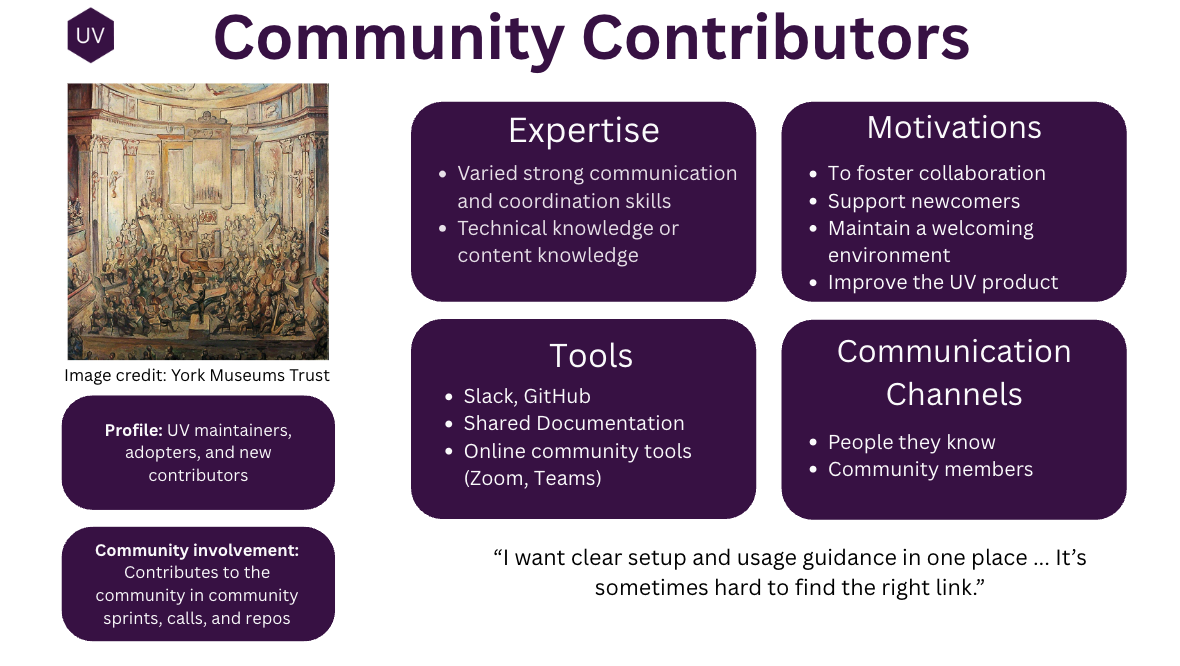 UV
Community Contributors
Image credit: York Museums Trust
Profile: UV maintainers,
adopters, and new
contributors
Community involvement:
Contributes to the
community in community
sprints, calls, and repos
Expertise
• Varied strong communication
and coordination skills
• Technical knowledge or
content knowledge
Motivations
• To foster collaboration
• Support newcomers
• Maintain a welcoming
environment
• Improve the UV product
Tools
• Slack, GitHub
• Shared Documentation
• Online community tools
(Zoom, Teams)
Communication
Channels
• People they know
• Community members
“I want clear setup and usage guidance in one place ... It’s
sometimes hard to find the right link.”